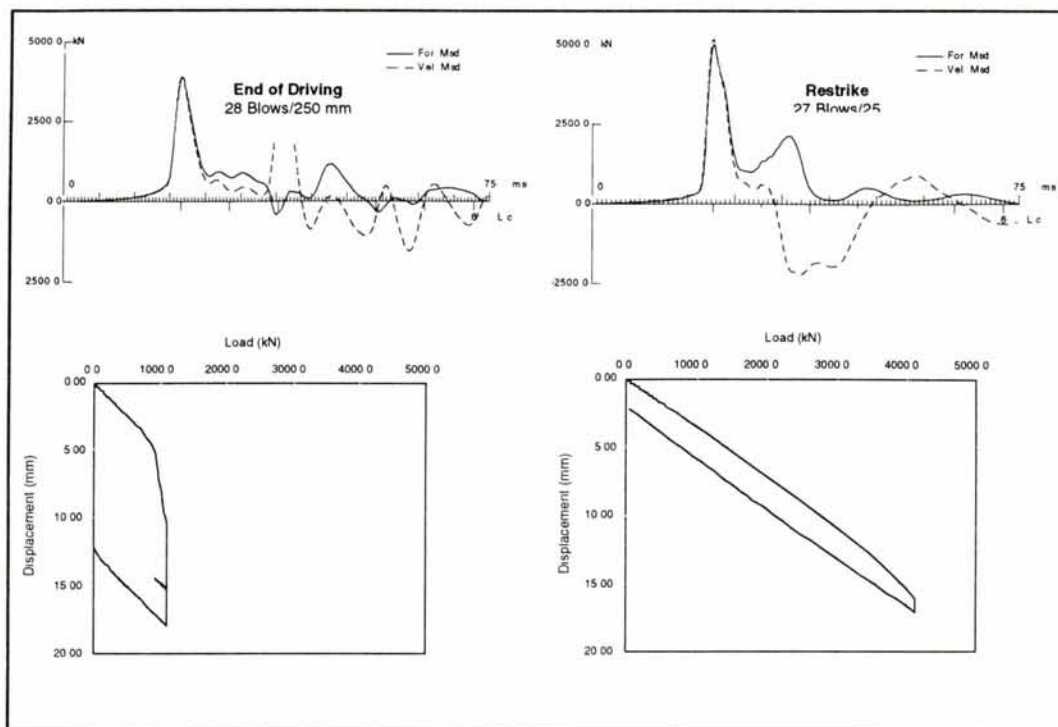 5000 0 kN
For Msd
Vel Msd
End of Driving
28 Blows/250 mm
2500 0
0
75 ms
6 L c
2500 0
5000 0 kN
For Msd
Vel Msd
Restrike
27 Blows/25
2500 0
0
75 ms
6 L c
-2500 0
Load (kN)
0 0 1000 0 2000 0 3000 0 4000 0 5000 0
0 00
5 00
10 00
15 00
20 00
Displacement (mm)
Load (kN)
0 0 1000 0 2000 0 3000 0 4000 0 5000 0
0 00
5 00
10 00
15 00
20 00
Displacement (mm)